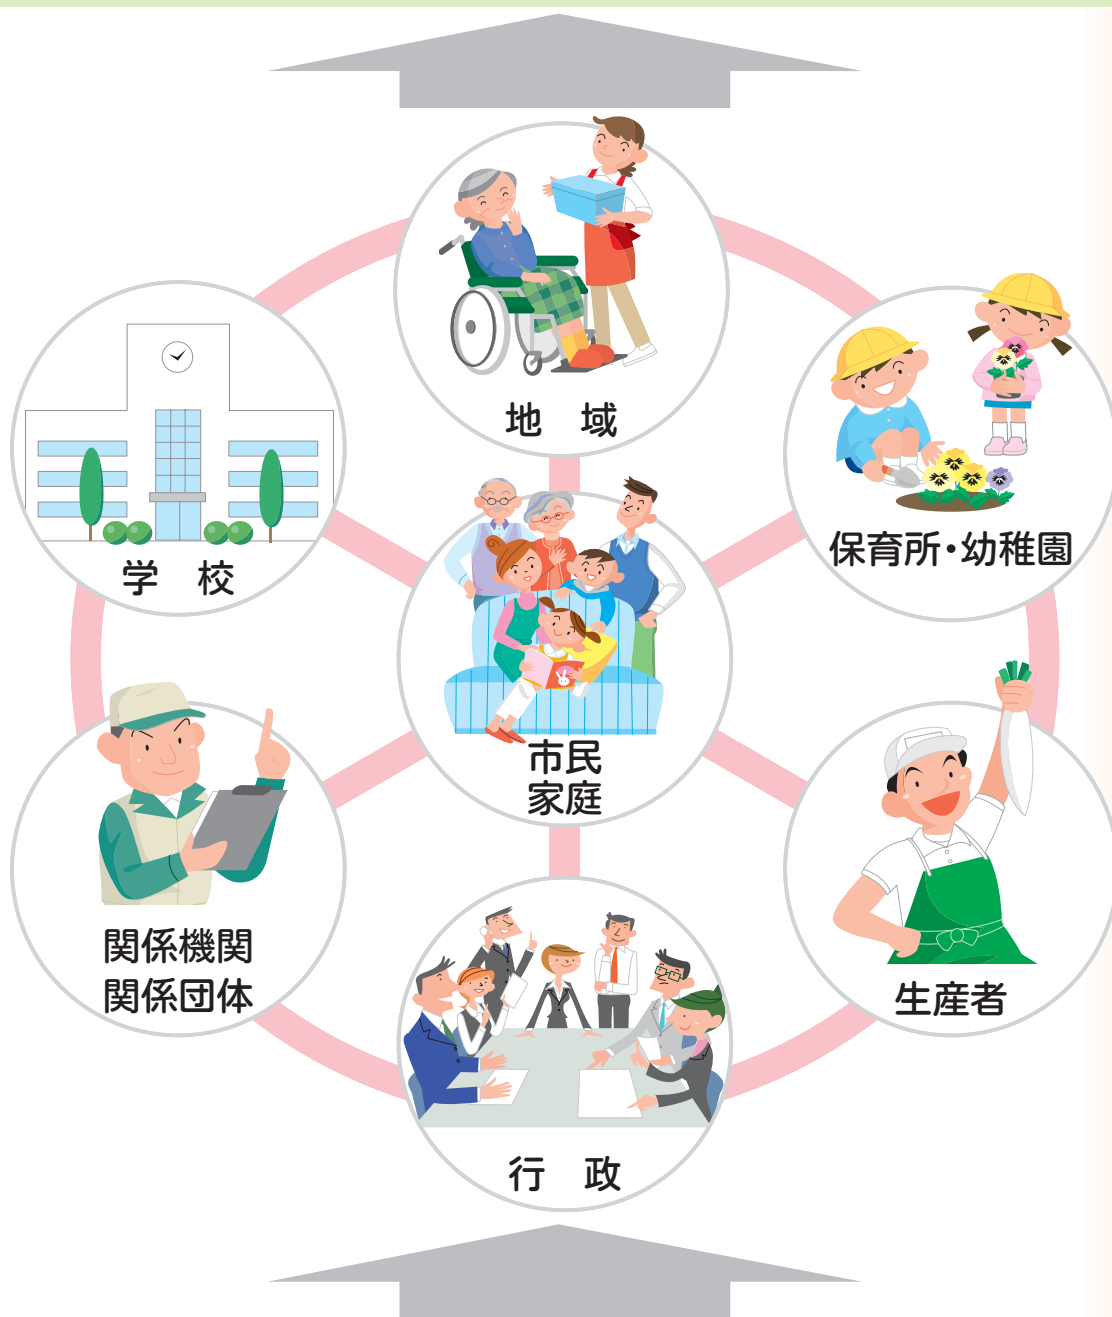 地　域
学　校
保育所・幼稚園
市民
家庭
関係機関
関係団体
生産者
行　政